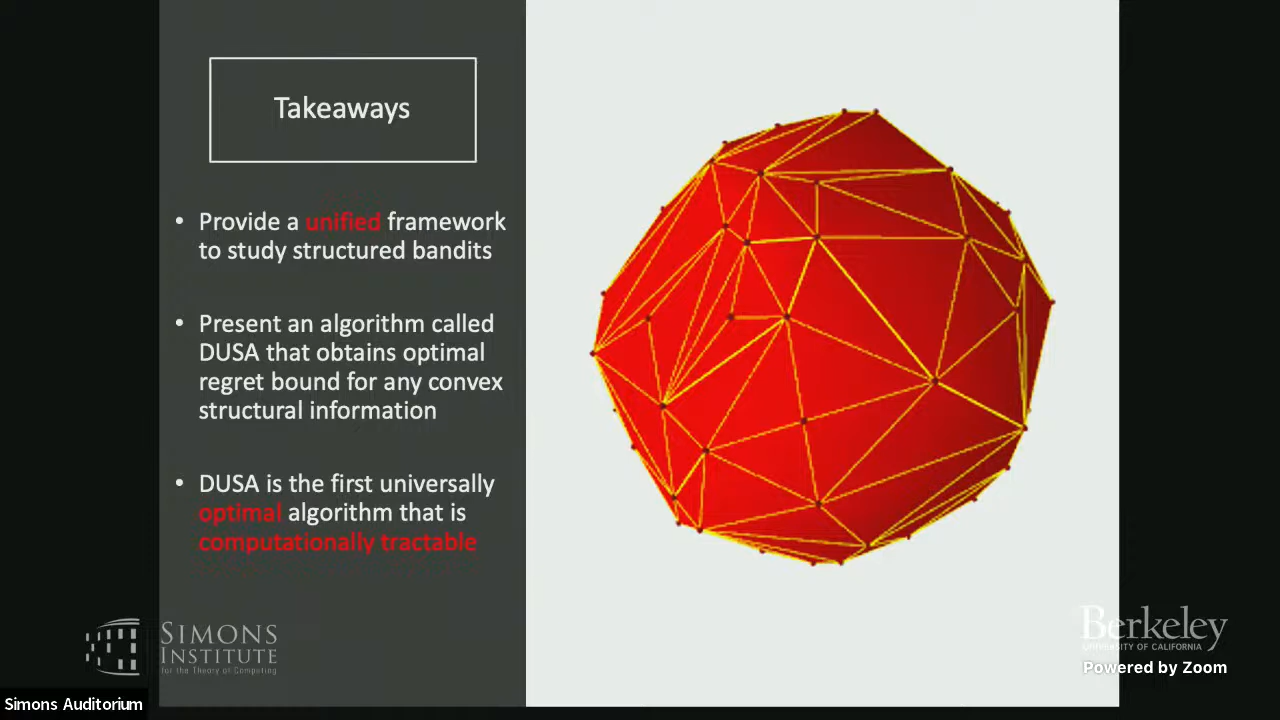 Takeaways
• Provide a unified framework
to study structured bandits
• Present an algorithm called
DUSA that obtains optimal
regret bound for any convex
structural information
• DUSA is the first universally
optimal algorithm that is
computationally tractable
SIMONS
INSTITUTE
for the Theory of Computing
Berkeley
UNIVERSITY OF CALIFORNIA
Powered by Zoom
Simons Auditorium